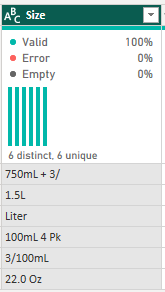 ABC Size
Valid 100%
Error 0%
Empty 0%
6 distinct, 6 unique
750mL + 3/
1.5L
Liter
100mL 4 Pk
3/100mL
22.0 Oz